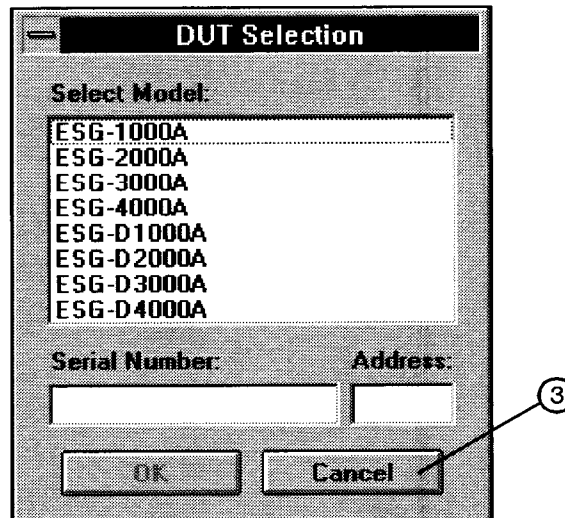 DUT Selection
Select Model:
ESG-1000A
ESG-2000A
ESG-3000A
ESG-4000A
ESG-D1000A
ESG-D2000A
ESG-D3000A
ESG-D4000A
Serial Number: Address:
OK Cancel
3